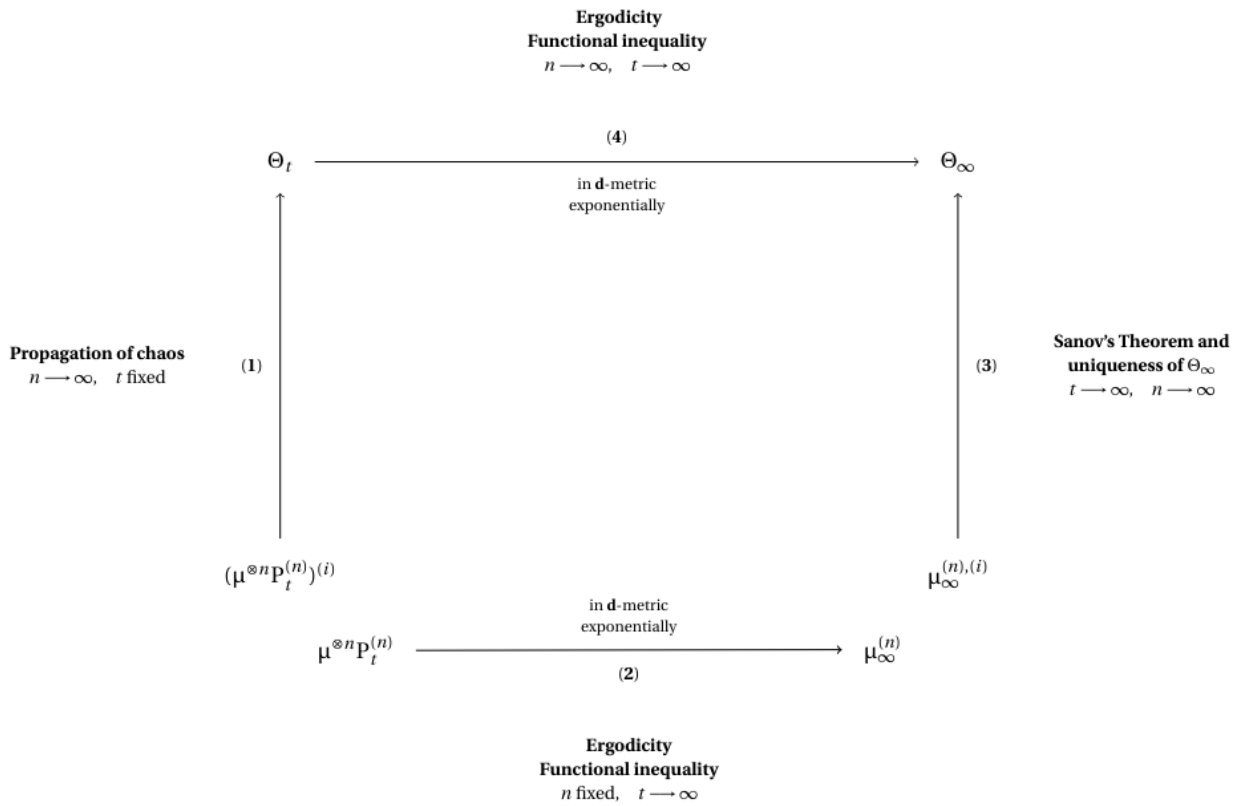 Ergodicity
Functional inequality
n ⟶ ∞, t ⟶ ∞
(4)
Θ_t
Θ_∞
in d-metric
exponentially
Propagation of chaos
n ⟶ ∞, t fixed
(1)
(3)
Sanov's Theorem and
uniqueness of Θ_∞
t ⟶ ∞, n ⟶ ∞
(μ^{⊗n}P_t^{(n)})^{(i)}
μ_∞^{(n),(i)}
in d-metric
exponentially
μ^{⊗n}P_t^{(n)}
μ_∞^{(n)}
(2)
Ergodicity
Functional inequality
n fixed, t ⟶ ∞